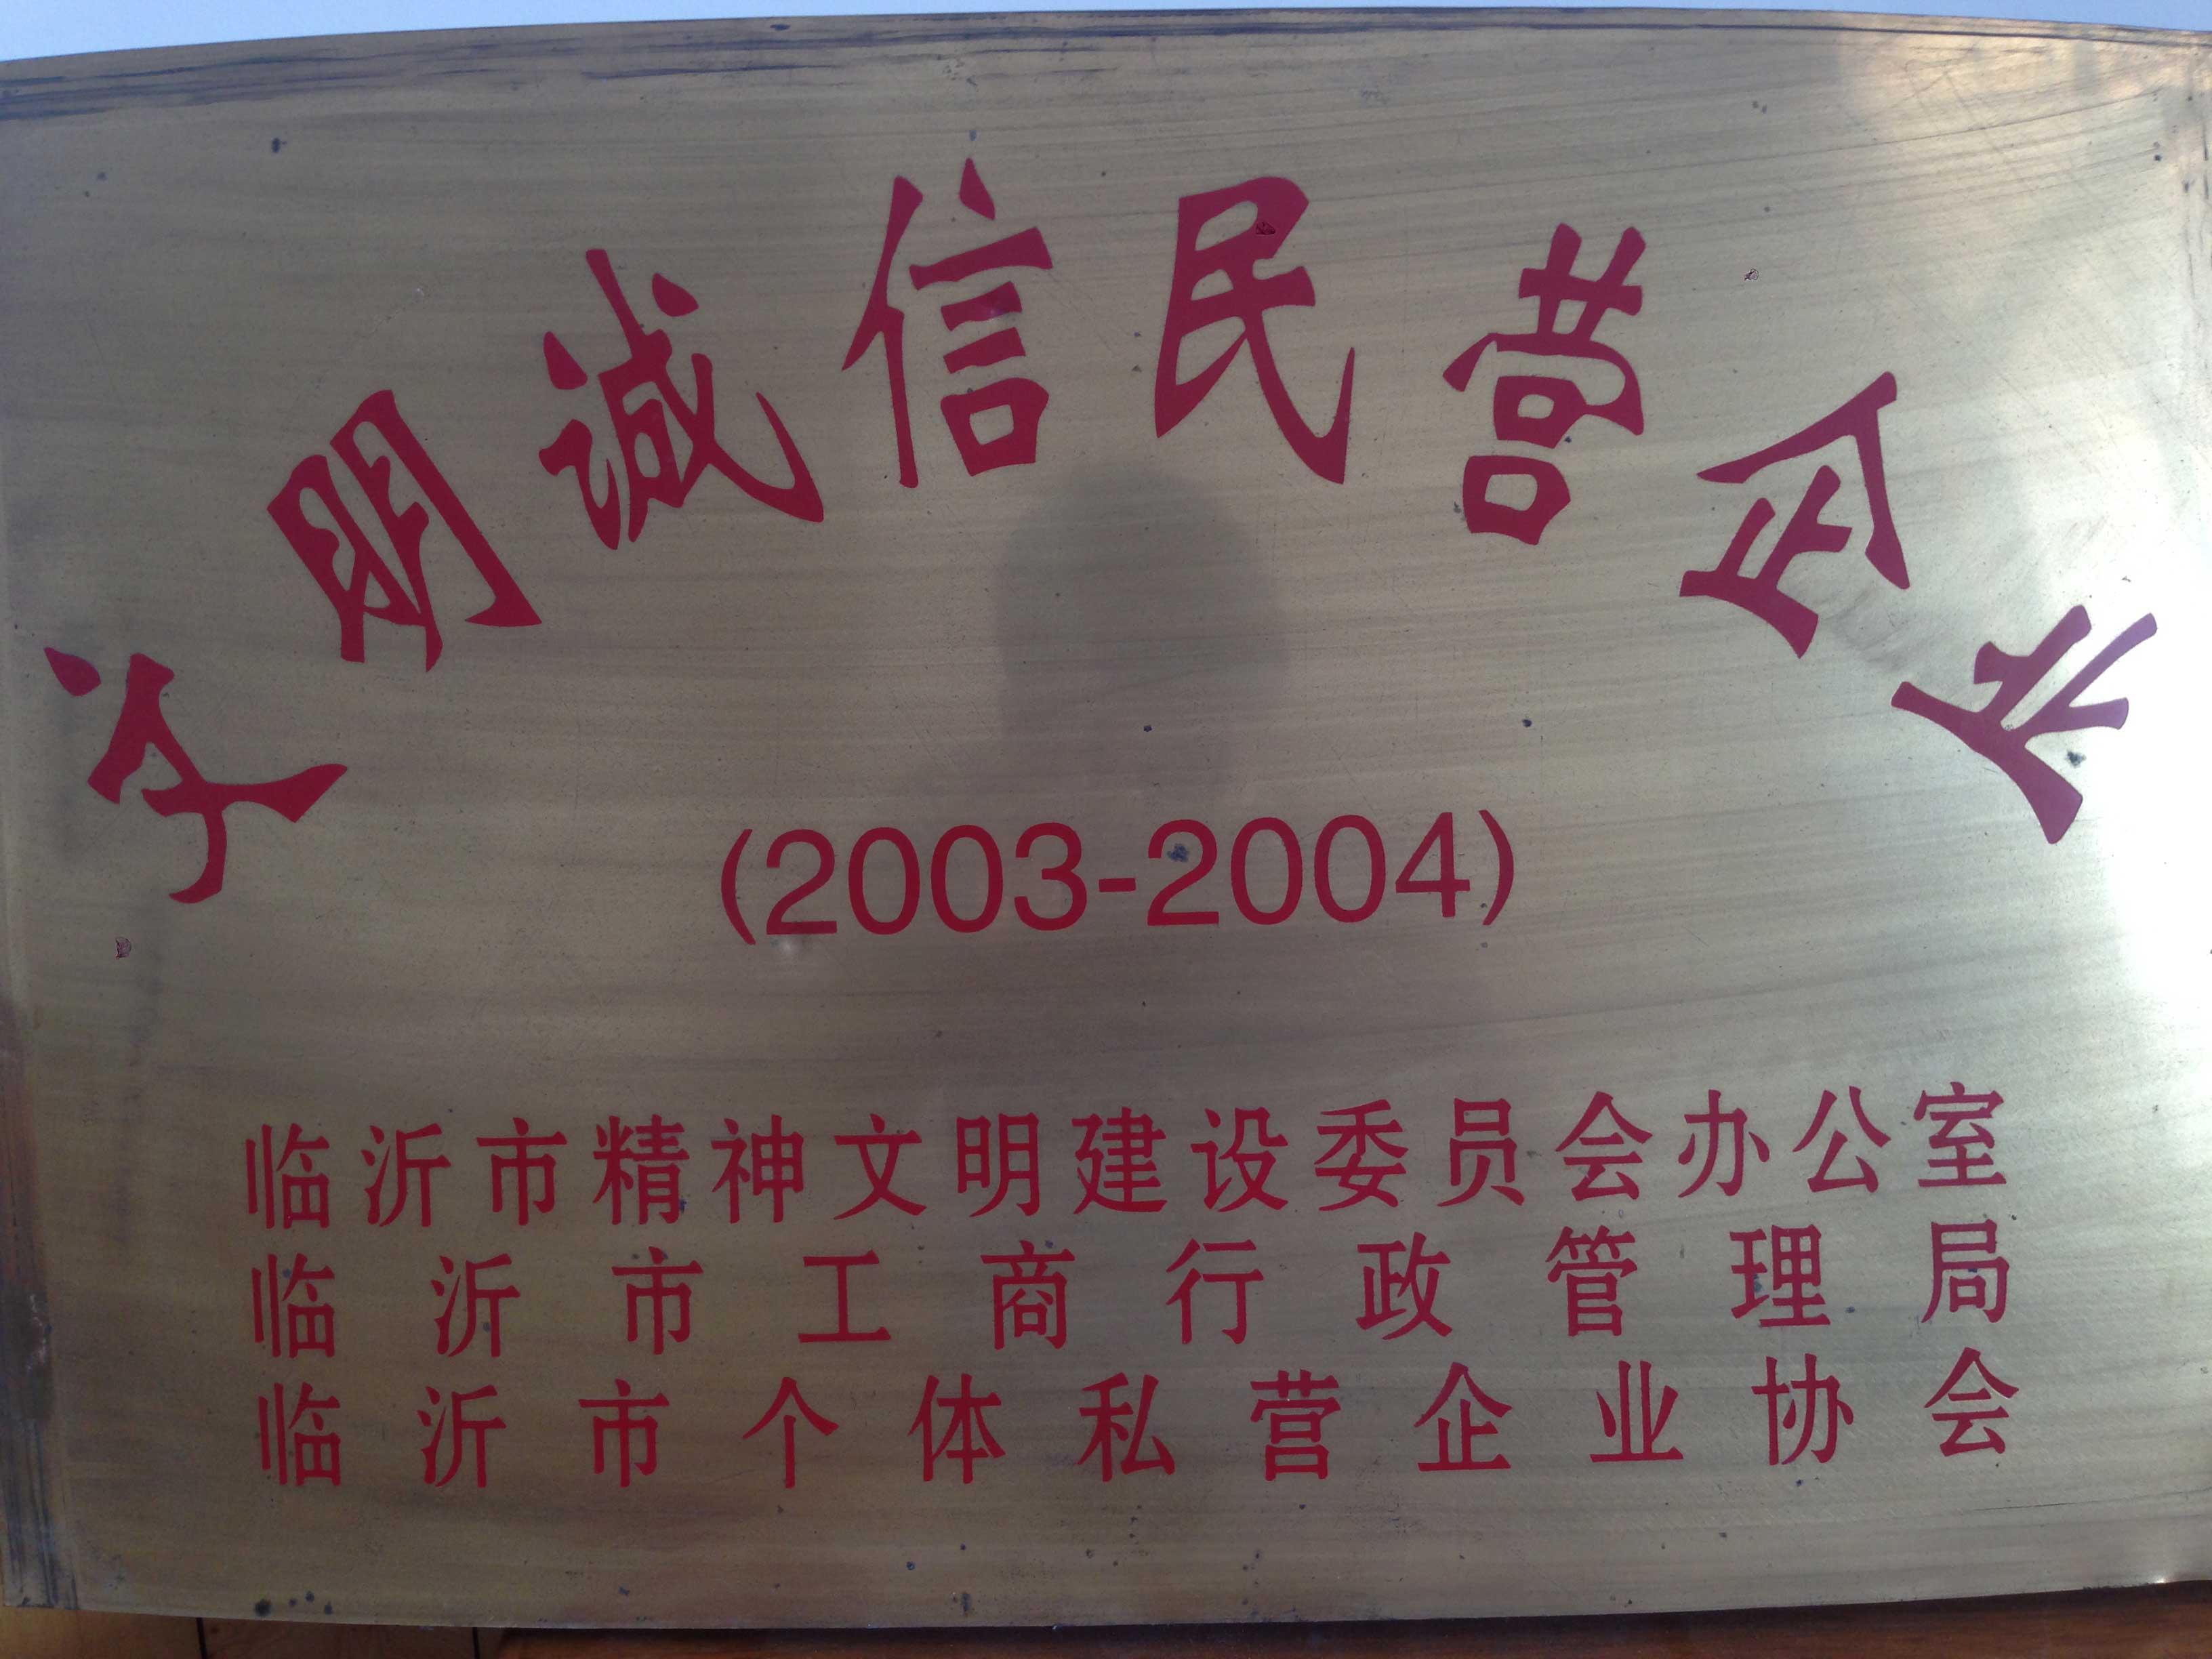 文明诚信民营企业
(2003-2004)
临沂市精神文明建设委员会办公室
临沂市工商行政管理局
临沂市个体私营企业协会